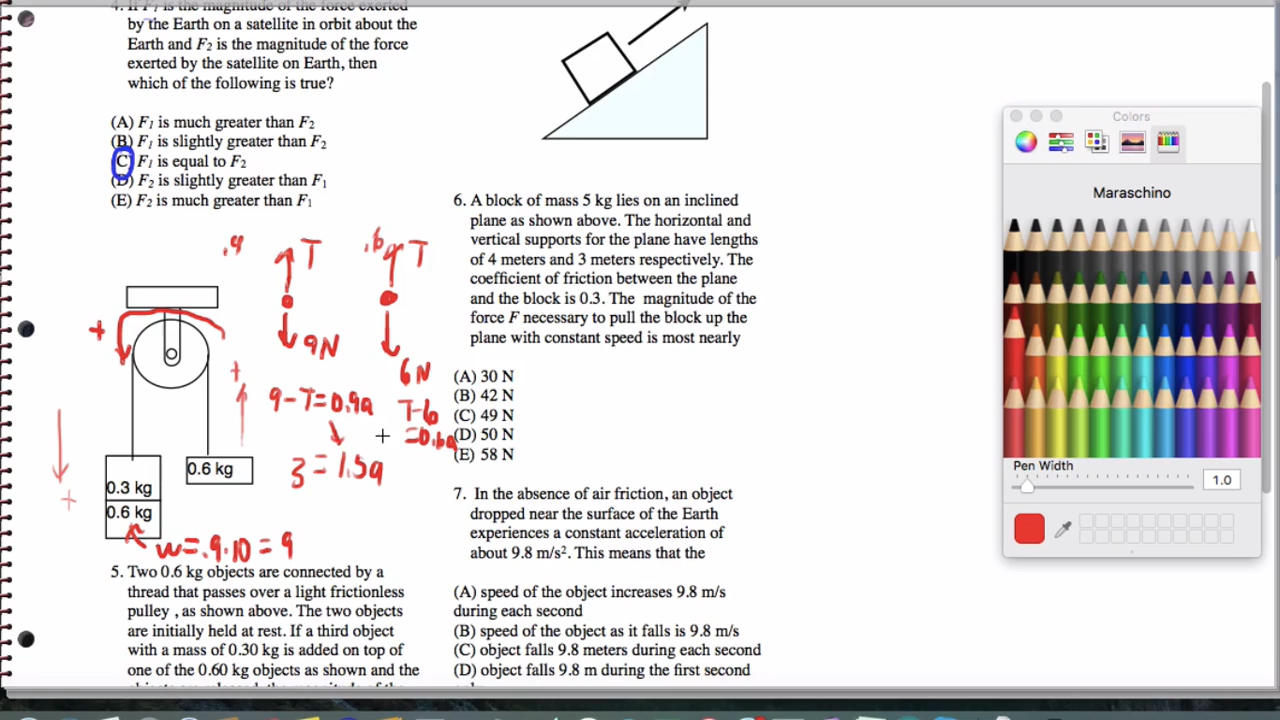 4. If F₁ is the magnitude of the force exerted
by the Earth on a satellite in orbit about the
Earth and F₂ is the magnitude of the force
exerted by the satellite on Earth, then
which of the following is true?
(A) F₁ is much greater than F₂
(B) F₁ is slightly greater than F₂
(C) F₁ is equal to F₂
(D) F₂ is slightly greater than F₁
(E) F₂ is much greater than F₁
.9
T
.6
T
9N
6N
+
+
+
9-T=0.9a
T-6
=0.6a
3=1.5a
0.3 kg
0.6 kg
0.6 kg
w=.9·10=9
5. Two 0.6 kg objects are connected by a
thread that passes over a light frictionless
pulley , as shown above. The two objects
are initially held at rest. If a third object
with a mass of 0.30 kg is added on top of
one of the 0.60 kg objects as shown and the
6. A block of mass 5 kg lies on an inclined
plane as shown above. The horizontal and
vertical supports for the plane have lengths
of 4 meters and 3 meters respectively. The
coefficient of friction between the plane
and the block is 0.3. The magnitude of the
force F necessary to pull the block up the
plane with constant speed is most nearly
(A) 30 N
(B) 42 N
(C) 49 N
(D) 50 N
(E) 58 N
7. In the absence of air friction, an object
dropped near the surface of the Earth
experiences a constant acceleration of
about 9.8 m/s². This means that the
(A) speed of the object increases 9.8 m/s
during each second
(B) speed of the object as it falls is 9.8 m/s
(C) object falls 9.8 meters during each second
(D) object falls 9.8 m during the first second
Colors
Maraschino
Pen Width
1.0